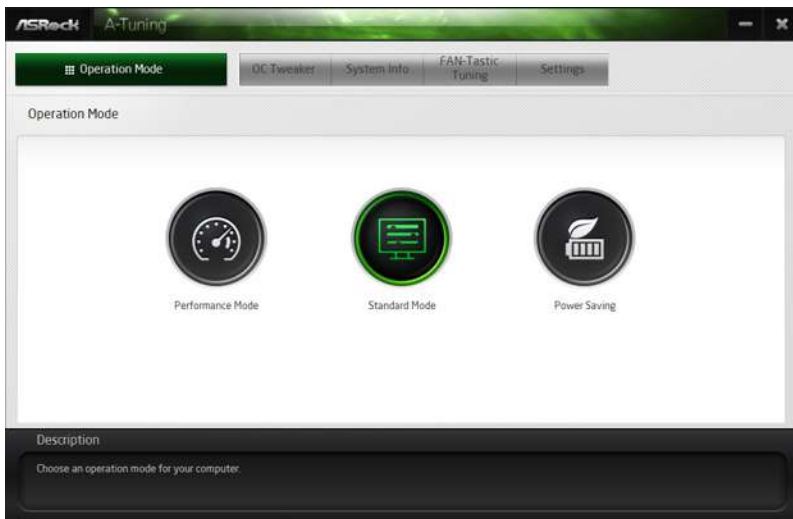 ASRock A-Tuning
Operation Mode OC Tweaker System Info FAN-Tastic Tuning Settings
Operation Mode
Performance Mode Standard Mode Power Saving
Description
Choose an operation mode for your computer.